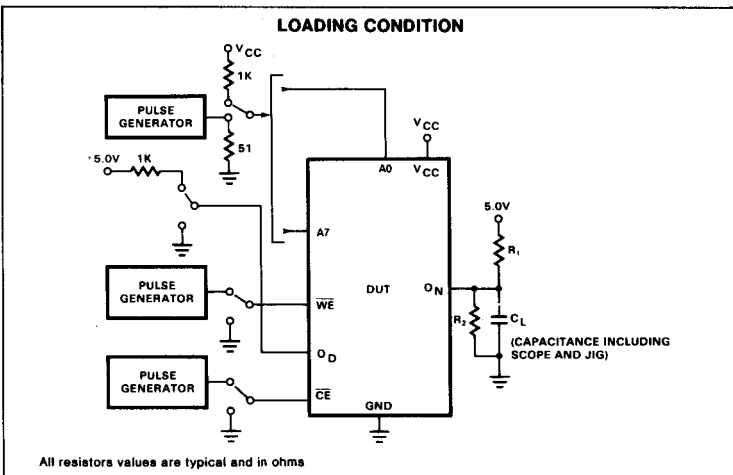 LOADING CONDITION
VCC
1K
PULSE
GENERATOR
51
5.0V
1K
VCC
A0
VCC
5.0V
A7
R1
DUT
ON
PULSE
GENERATOR
WE
R2
CL
(CAPACITANCE INCLUDING
SCOPE AND JIG)
OD
PULSE
GENERATOR
CE
GND
All resistors values are typical and in ohms